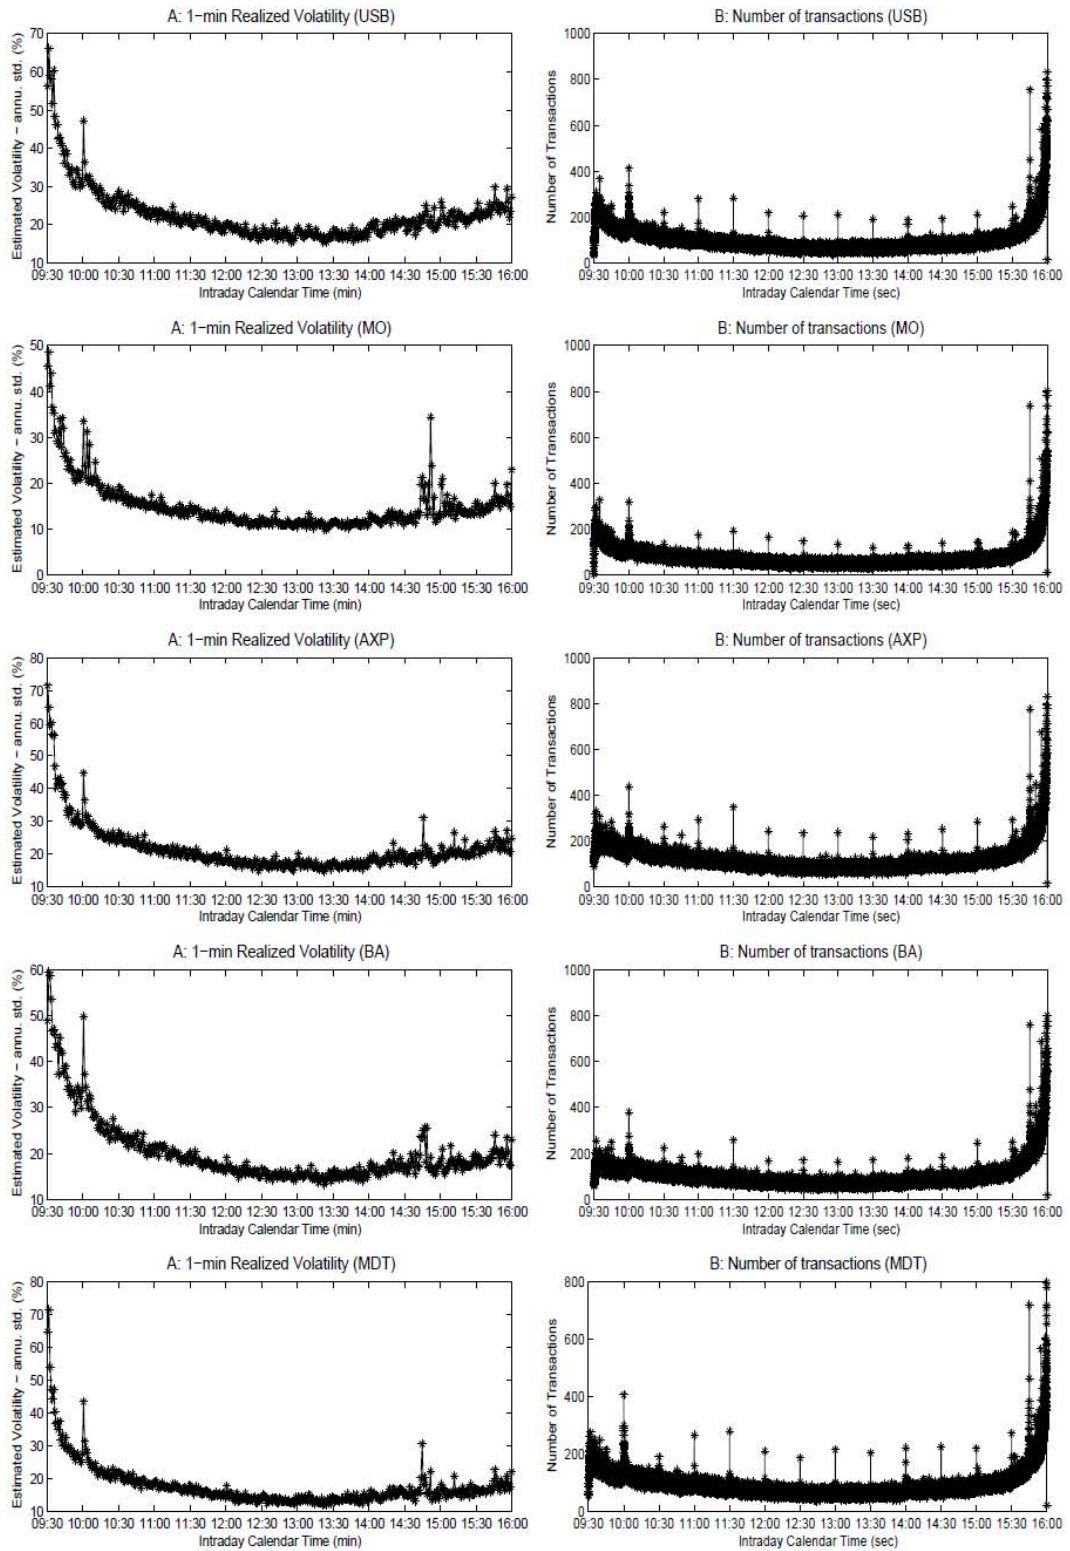 A: 1−min Realized Volatility (USB)
Estimated Volatility − annu. std. (%)
70
60
50
40
30
20
10
09:30 10:00 10:30 11:00 11:30 12:00 12:30 13:00 13:30 14:00 14:30 15:00 15:30 16:00
Intraday Calendar Time (min)
B: Number of transactions (USB)
Number of Transactions
1000
800
600
400
200
0
09:30 10:00 10:30 11:00 11:30 12:00 12:30 13:00 13:30 14:00 14:30 15:00 15:30 16:00
Intraday Calendar Time (sec)
A: 1−min Realized Volatility (MO)
Estimated Volatility − annu. std. (%)
50
40
30
20
10
0
09:30 10:00 10:30 11:00 11:30 12:00 12:30 13:00 13:30 14:00 14:30 15:00 15:30 16:00
Intraday Calendar Time (min)
B: Number of transactions (MO)
Number of Transactions
1000
800
600
400
200
0
09:30 10:00 10:30 11:00 11:30 12:00 12:30 13:00 13:30 14:00 14:30 15:00 15:30 16:00
Intraday Calendar Time (sec)
A: 1−min Realized Volatility (AXP)
Estimated Volatility − annu. std. (%)
80
70
60
50
40
30
20
10
09:30 10:00 10:30 11:00 11:30 12:00 12:30 13:00 13:30 14:00 14:30 15:00 15:30 16:00
Intraday Calendar Time (min)
B: Number of transactions (AXP)
Number of Transactions
1000
800
600
400
200
0
09:30 10:00 10:30 11:00 11:30 12:00 12:30 13:00 13:30 14:00 14:30 15:00 15:30 16:00
Intraday Calendar Time (sec)
A: 1−min Realized Volatility (BA)
Estimated Volatility − annu. std. (%)
60
50
40
30
20
10
09:30 10:00 10:30 11:00 11:30 12:00 12:30 13:00 13:30 14:00 14:30 15:00 15:30 16:00
Intraday Calendar Time (min)
B: Number of transactions (BA)
Number of Transactions
1000
800
600
400
200
0
09:30 10:00 10:30 11:00 11:30 12:00 12:30 13:00 13:30 14:00 14:30 15:00 15:30 16:00
Intraday Calendar Time (sec)
A: 1−min Realized Volatility (MDT)
Estimated Volatility − annu. std. (%)
80
70
60
50
40
30
20
10
09:30 10:00 10:30 11:00 11:30 12:00 12:30 13:00 13:30 14:00 14:30 15:00 15:30 16:00
Intraday Calendar Time (min)
B: Number of transactions (MDT)
Number of Transactions
800
600
400
200
0
09:30 10:00 10:30 11:00 11:30 12:00 12:30 13:00 13:30 14:00 14:30 15:00 15:30 16:00
Intraday Calendar Time (sec)